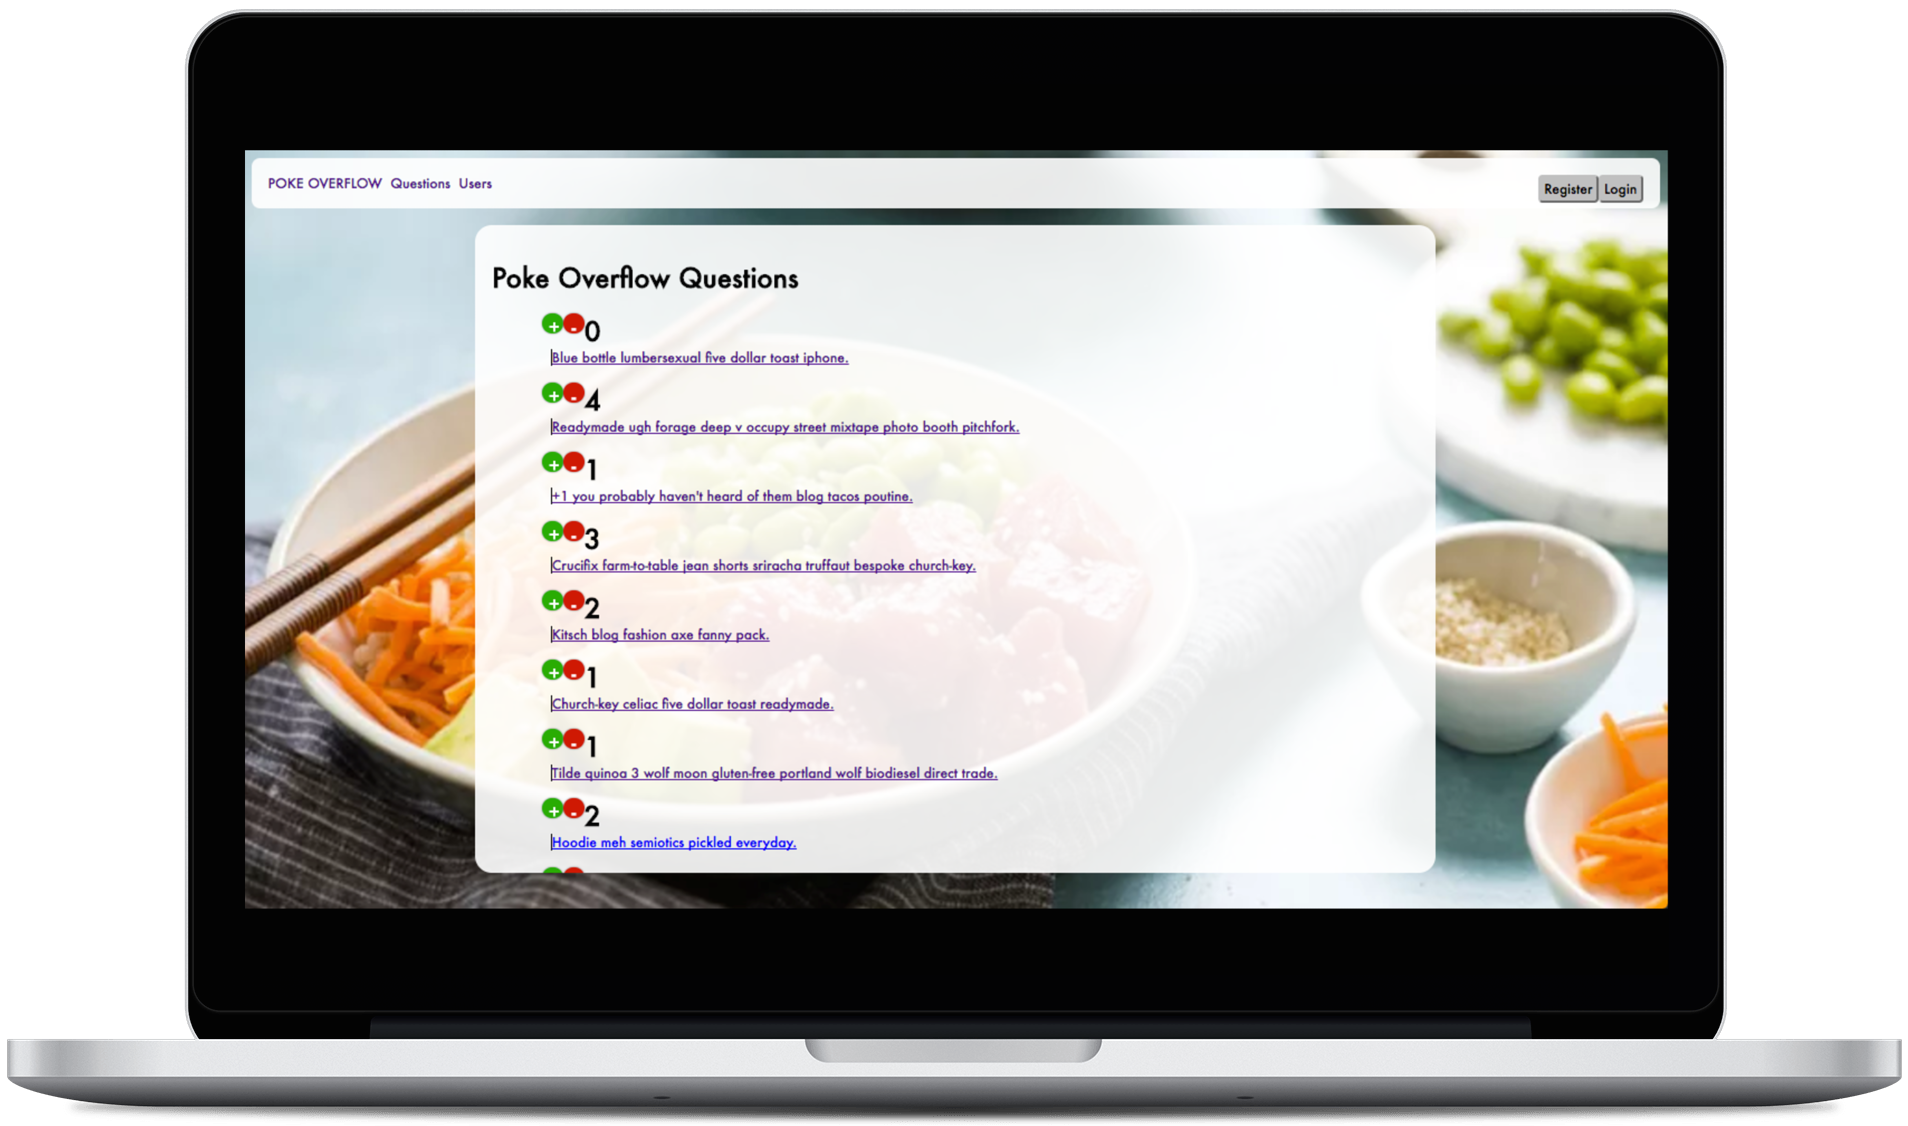 POKE OVERFLOW Questions Users
Register Login
Poke Overflow Questions
+ - 0
Blue bottle lumbersexual five dollar toast iphone.
+ - 4
Readymade ugh forage deep v occupy street mixtape photo booth pitchfork.
+ - 1
+1 you probably haven't heard of them blog tacos poutine.
+ - 3
Crucifix farm-to-table jean shorts sriracha truffaut bespoke church-key.
+ - 2
Kitsch blog fashion axe fanny pack.
+ - 1
Church-key celiac five dollar toast readymade.
+ - 1
Tilde quinoa 3 wolf moon gluten-free portland wolf biodiesel direct trade.
+ - 2
Hoodie meh semiotics pickled everyday.